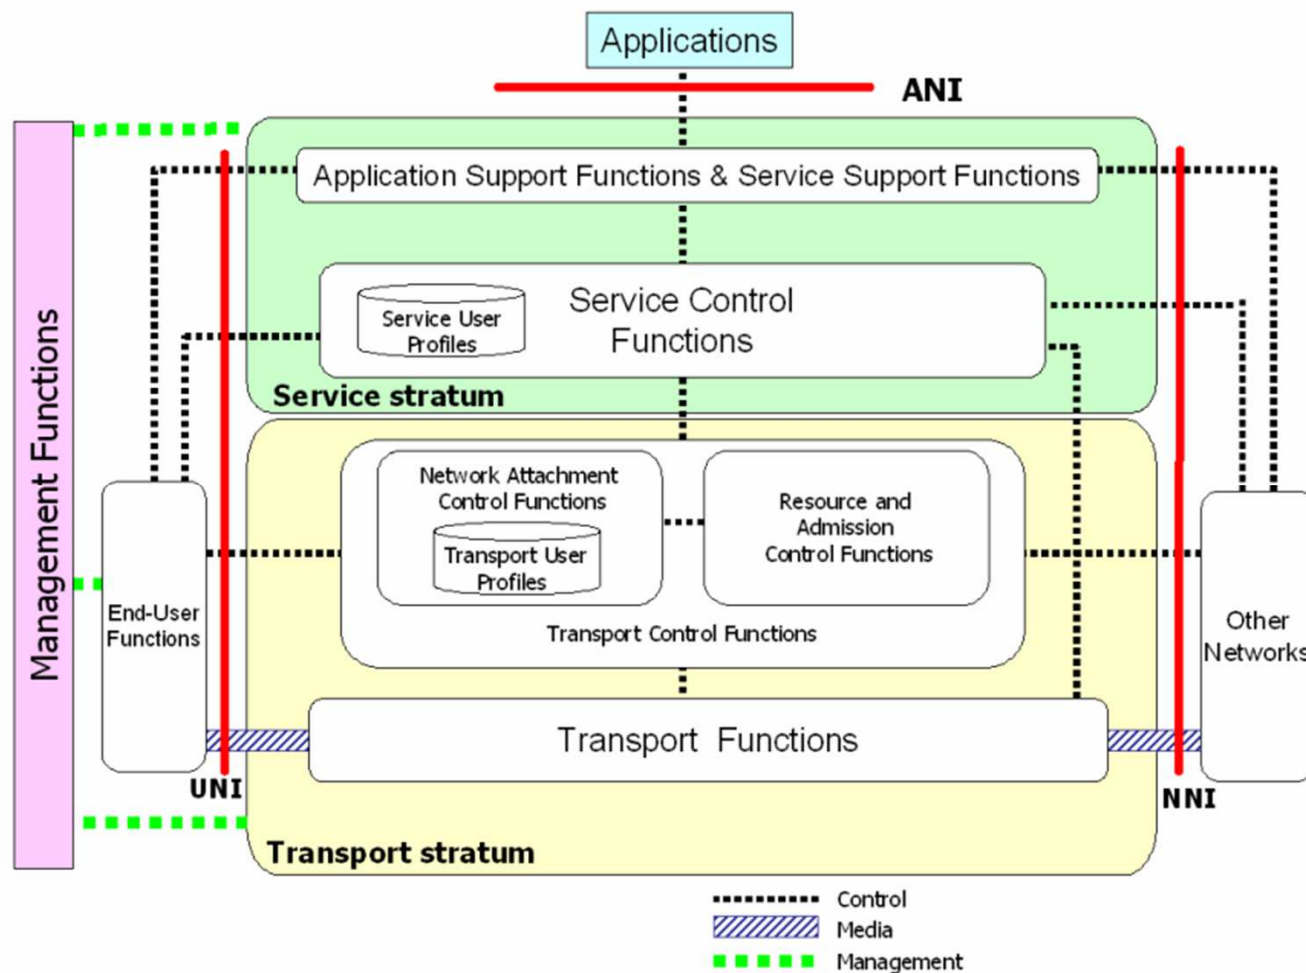 Applications
ANI
Application Support Functions & Service Support Functions
Service Control
Functions
Service User
Profiles
Service stratum
Management Functions
Network Attachment
Control Functions
Transport User
Profiles
Resource and
Admission
Control Functions
Transport Control Functions
End-User
Functions
Other
Networks
Transport Functions
UNI
NNI
Transport stratum
Control
Media
Management